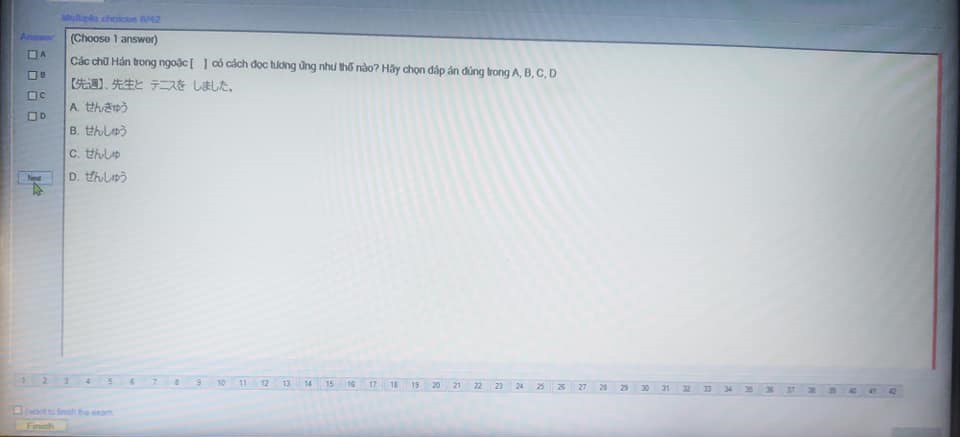 Multiple choice 8/42
Answer
(Choose 1 answer)
A
Các chữ Hán trong ngoặc [ ] có cách đọc tương ứng như thế nào? Hãy chọn đáp án đúng trong A, B, C, D
B
【先週】. 先生と テニスを しました。
C
A. せんきゅう
D
B. せんしゅう
C. せんしゅ
D. ぜんしゅう
Next
1 2 3 4 5 6 7 8 9 10 11 12 13 14 15 16 17 18 19 20 21 22 23 24 25 26 27 28 29 30 31 32 33 34 35 36 37 38 39 40 41 42
I want to finish the exam.
Finish